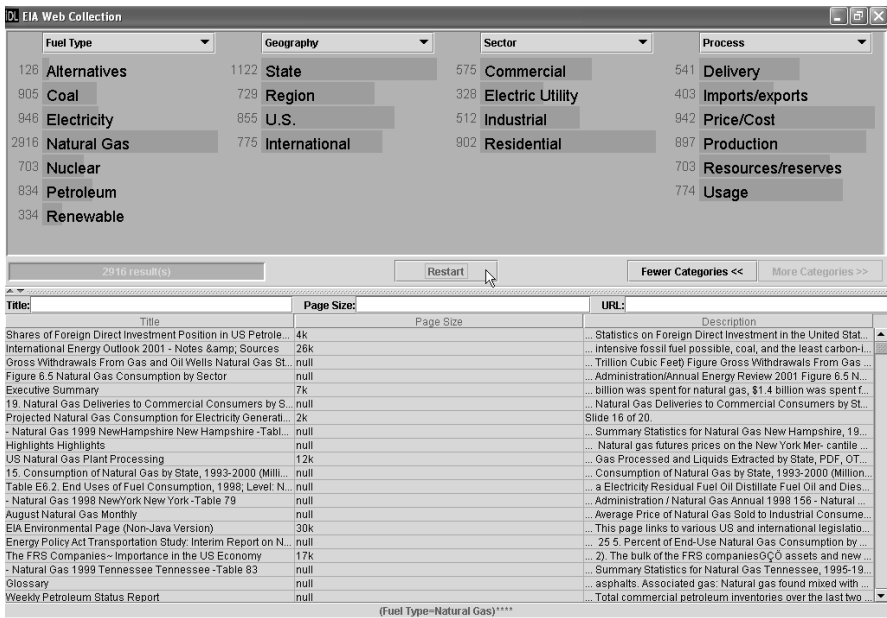 iDL EIA Web Collection
Fuel Type Geography Sector Process
126 Alternatives 1122 State 575 Commercial 541 Delivery
905 Coal 729 Region 328 Electric Utility 403 Imports/exports
946 Electricity 855 U.S. 512 Industrial 942 Price/Cost
2916 Natural Gas 775 International 902 Residential 897 Production
703 Nuclear 703 Resources/reserves
834 Petroleum 774 Usage
334 Renewable
2916 result(s) Restart Fewer Categories << More Categories >>
Title: Page Size: URL:
Title Page Size Description
Shares of Foreign Direct Investment Position in US Petrole... 4k ... Statistics on Foreign Direct Investment in the United Stat...
International Energy Outlook 2001 - Notes &amp; Sources 26k ... intensive fossil fuel possible, coal, and the least carbon-i...
Gross Withdrawals From Gas and Oil Wells Natural Gas St... null ... Trillion Cubic Feet) Figure Gross Withdrawals From Gas ...
Figure 6.5 Natural Gas Consumption by Sector null ... Administration/Annual Energy Review 2001 Figure 6.5 N...
Executive Summary 7k ... billion was spent for natural gas, $1.4 billion was spent f...
19. Natural Gas Deliveries to Commercial Consumers by S... null ... Natural Gas Deliveries to Commercial Consumers by St...
Projected Natural Gas Consumption for Electricity Generati... 2k Slide 16 of 20.
- Natural Gas 1999 NewHampshire New Hampshire -Tabl... null ... Summary Statistics for Natural Gas New Hampshire, 19...
Highlights Highlights null ... Natural gas futures prices on the New York Mer- cantile ...
US Natural Gas Plant Processing 12k ... Gas Processed and Liquids Extracted by State, PDF, OT...
15. Consumption of Natural Gas by State, 1993-2000 (Milli... null ... Consumption of Natural Gas by State, 1993-2000 (Million...
Table E6.2. End Uses of Fuel Consumption, 1998; Level: N... null ... a Electricity Residual Fuel Oil Distillate Fuel Oil and Dies...
- Natural Gas 1998 NewYork New York -Table 79 null ... Administration / Natural Gas Annual 1998 156 - Natural ...
August Natural Gas Monthly null ... Average Price of Natural Gas Sold to Industrial Consume...
EIA Environmental Page (Non-Java Version) 30k ... This page links to various US and international legislatio...
Energy Policy Act Transportation Study: Interim Report on N... null ... 25 5. Percent of End-Use Natural Gas Consumption by ...
The FRS Companies~ Importance in the US Economy 17k ... 2). The bulk of the FRS companiesGÇÖ assets and new ...
- Natural Gas 1999 Tennessee Tennessee -Table 83 null ... Summary Statistics for Natural Gas Tennessee, 1995-19...
Glossary null ... asphalts. Associated gas: Natural gas found mixed with ...
Weekly Petroleum Status Report null ... Total commercial petroleum inventories over the last two ...
(Fuel Type=Natural Gas)****